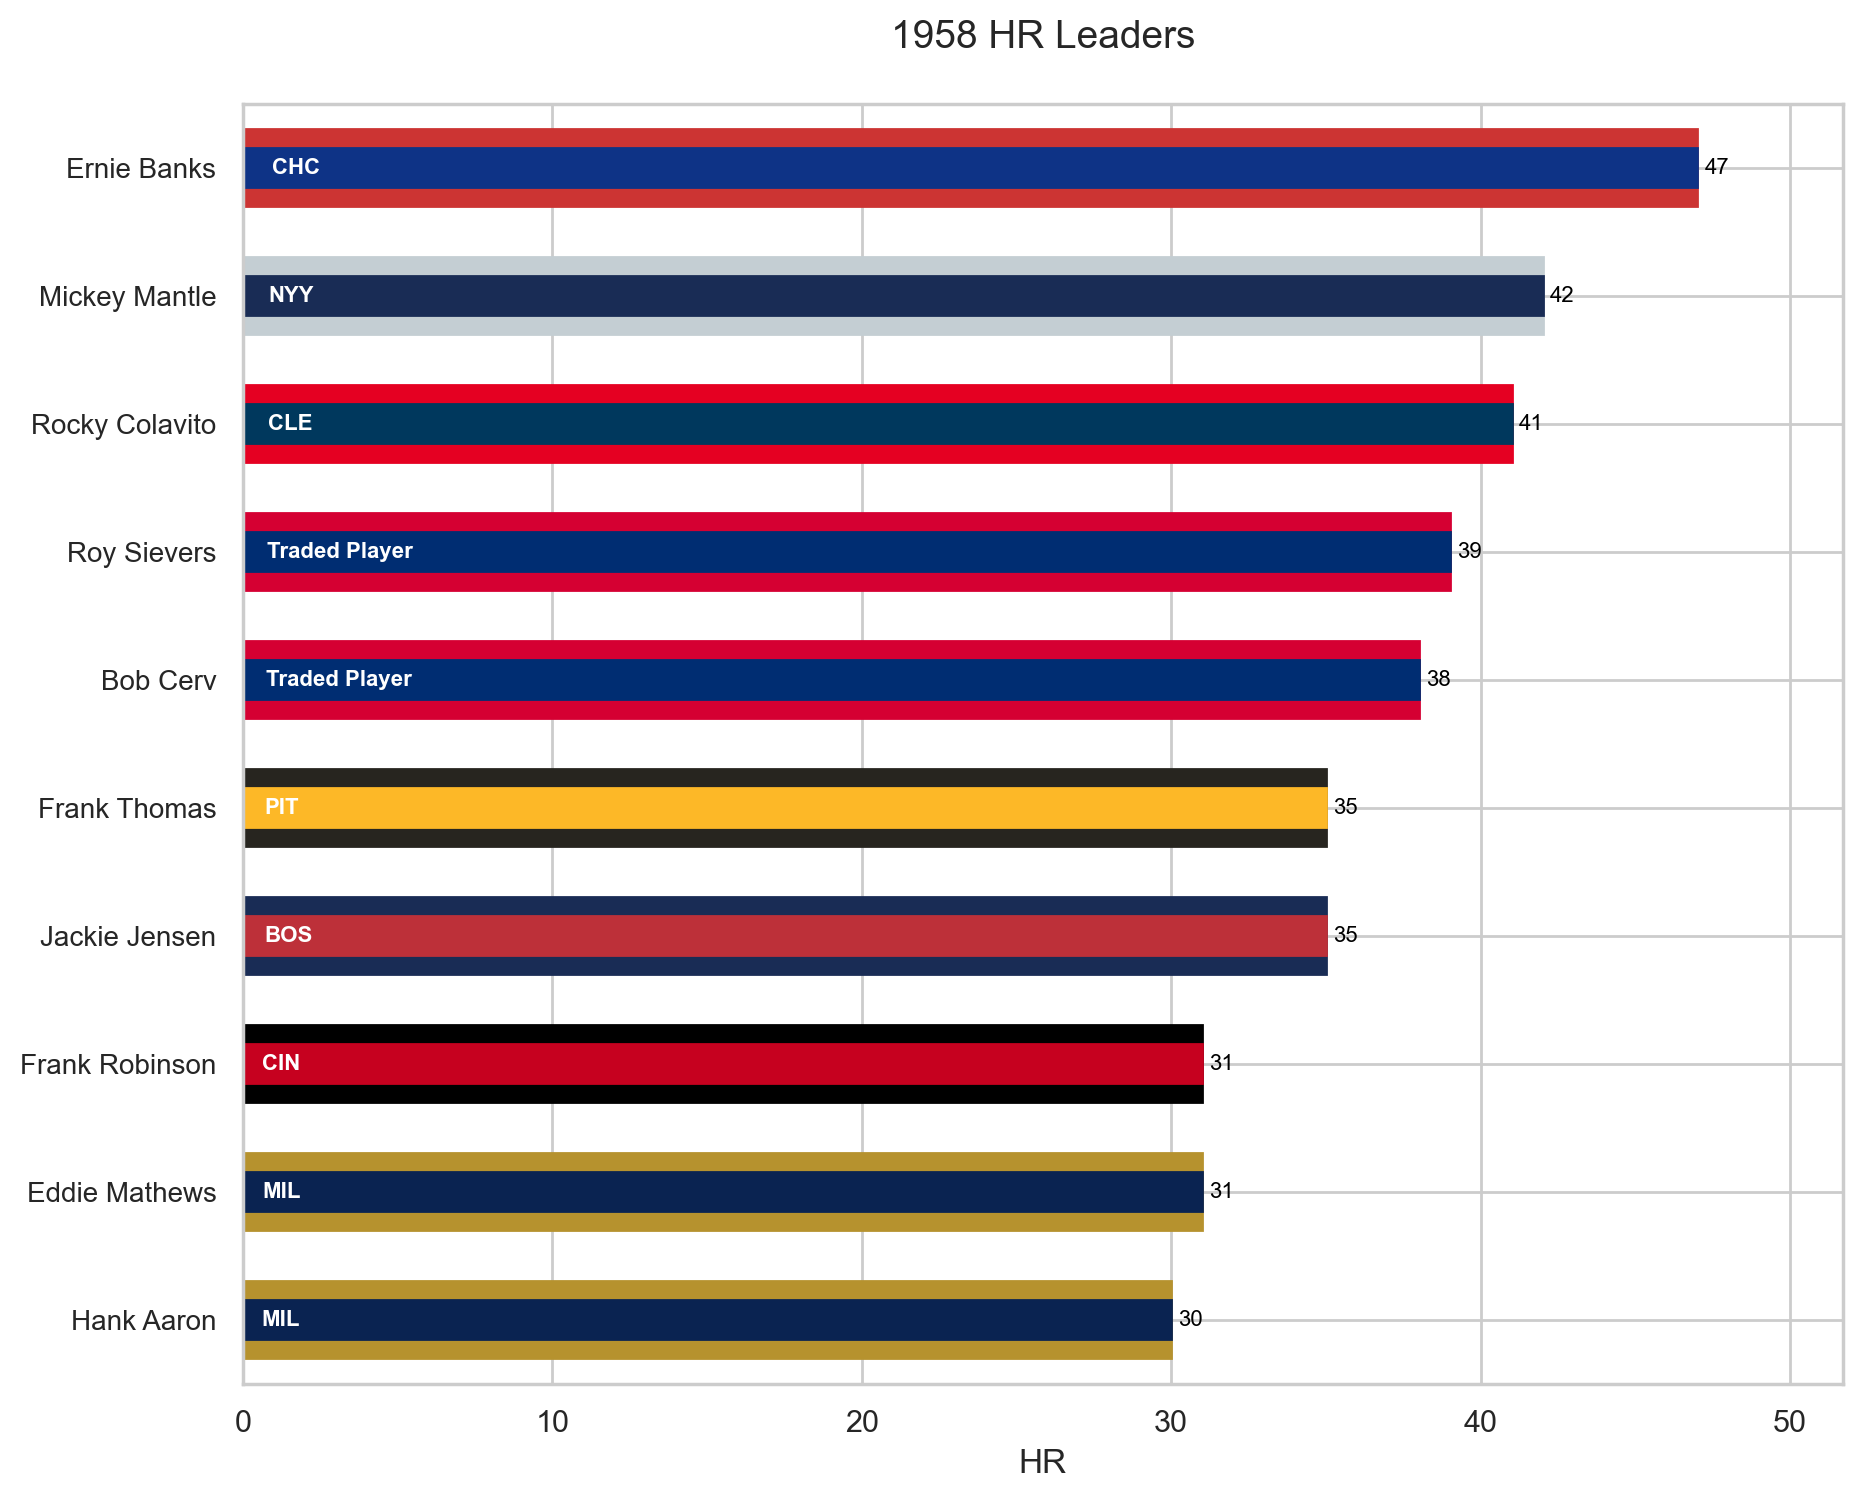 1958 HR Leaders
Ernie Banks CHC 47
Mickey Mantle NYY 42
Rocky Colavito CLE 41
Roy Sievers Traded Player 39
Bob Cerv Traded Player 38
Frank Thomas PIT 35
Jackie Jensen BOS 35
Frank Robinson CIN 31
Eddie Mathews MIL 31
Hank Aaron MIL 30
0 10 20 30 40 50
HR